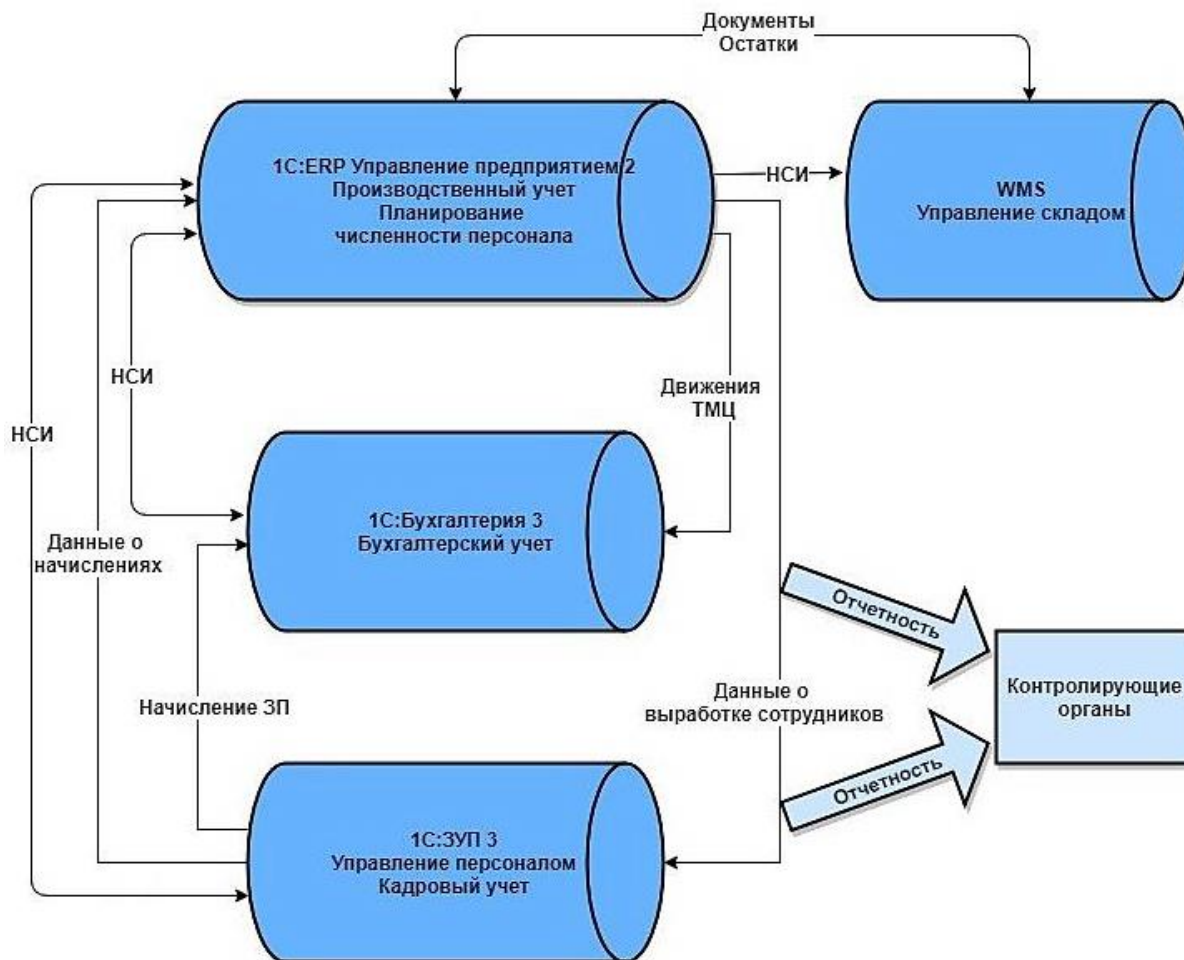 Документы
Остатки
1С:ERP Управление предприятием 2
Производственный учет
Планирование
численности персонала
НСИ
WMS
Управление складом
НСИ
НСИ
Движения
ТМЦ
1С:Бухгалтерия 3
Бухгалтерский учет
Данные о
начислениях
Отчетность
Начисление ЗП
Данные о
выработке сотрудников
Контролирующие
органы
Отчетность
1С:ЗУП 3
Управление персоналом
Кадровый учет